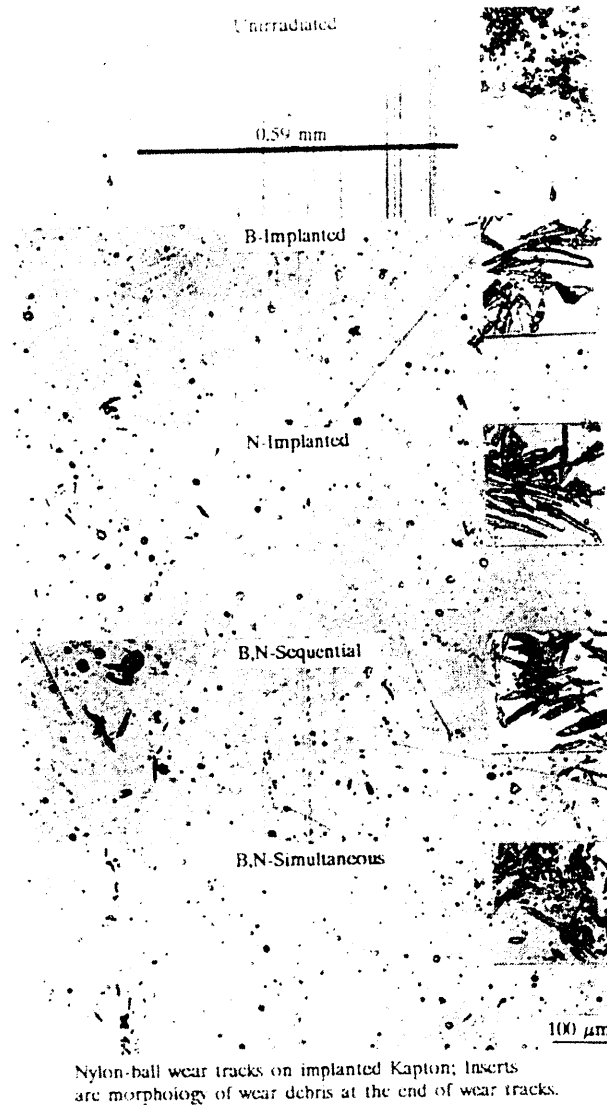 Unirradiated
0.59 mm
B-Implanted
N-Implanted
B,N-Sequential
B,N-Simultaneous
100 μm
Nylon-ball wear tracks on implanted Kapton; Inserts
are morphology of wear debris at the end of wear tracks.